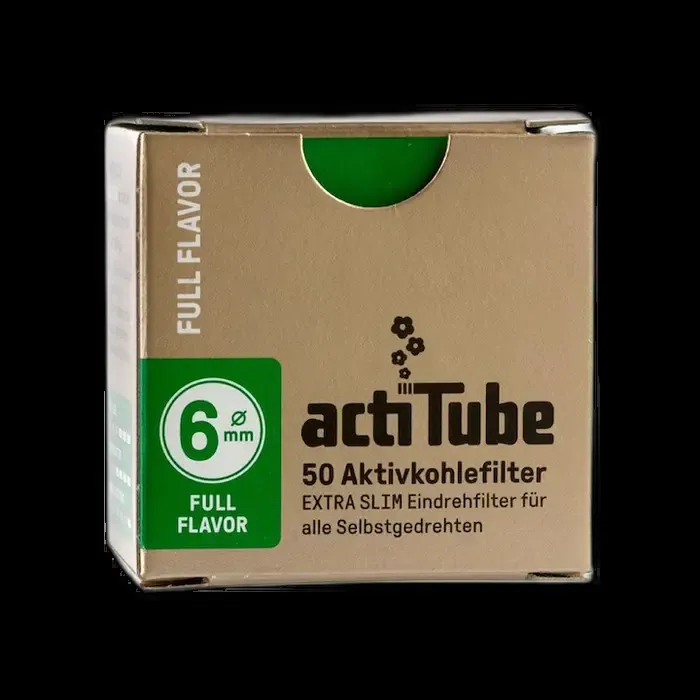 FULL FLAVOR
actiTube
50 Aktivkohlefilter
EXTRA SLIM Eindrehfilter für
alle Selbstgedrehten
6 Ø
mm
FULL
FLAVOR